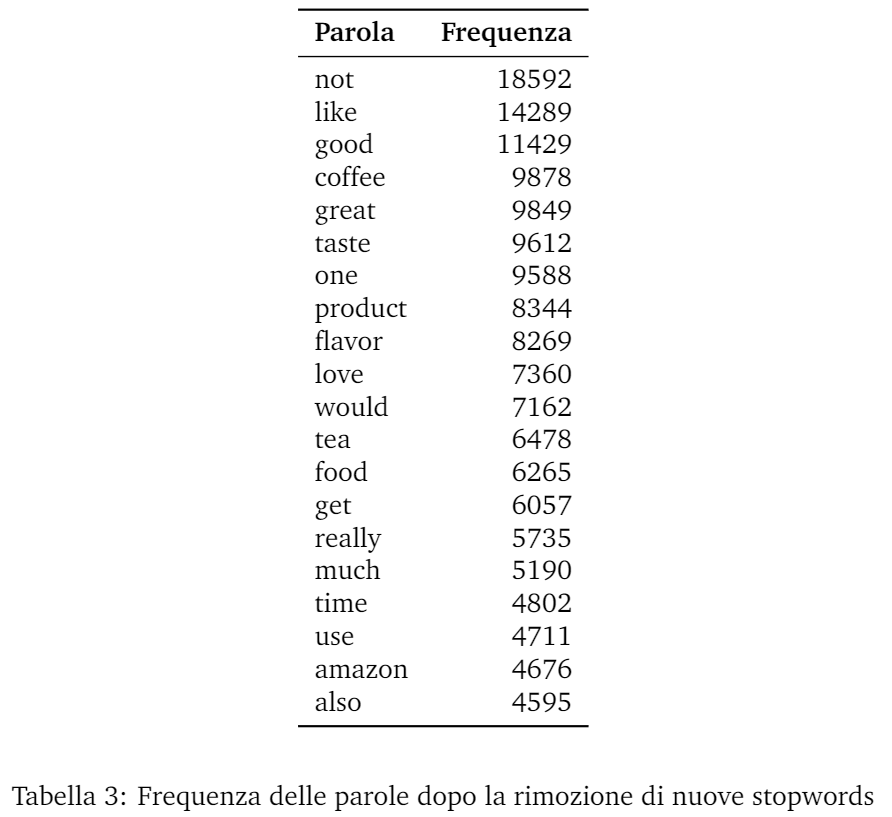 Parola Frequenza
not 18592
like 14289
good 11429
coffee 9878
great 9849
taste 9612
one 9588
product 8344
flavor 8269
love 7360
would 7162
tea 6478
food 6265
get 6057
really 5735
much 5190
time 4802
use 4711
amazon 4676
also 4595
Tabella 3: Frequenza delle parole dopo la rimozione di nuove stopwords